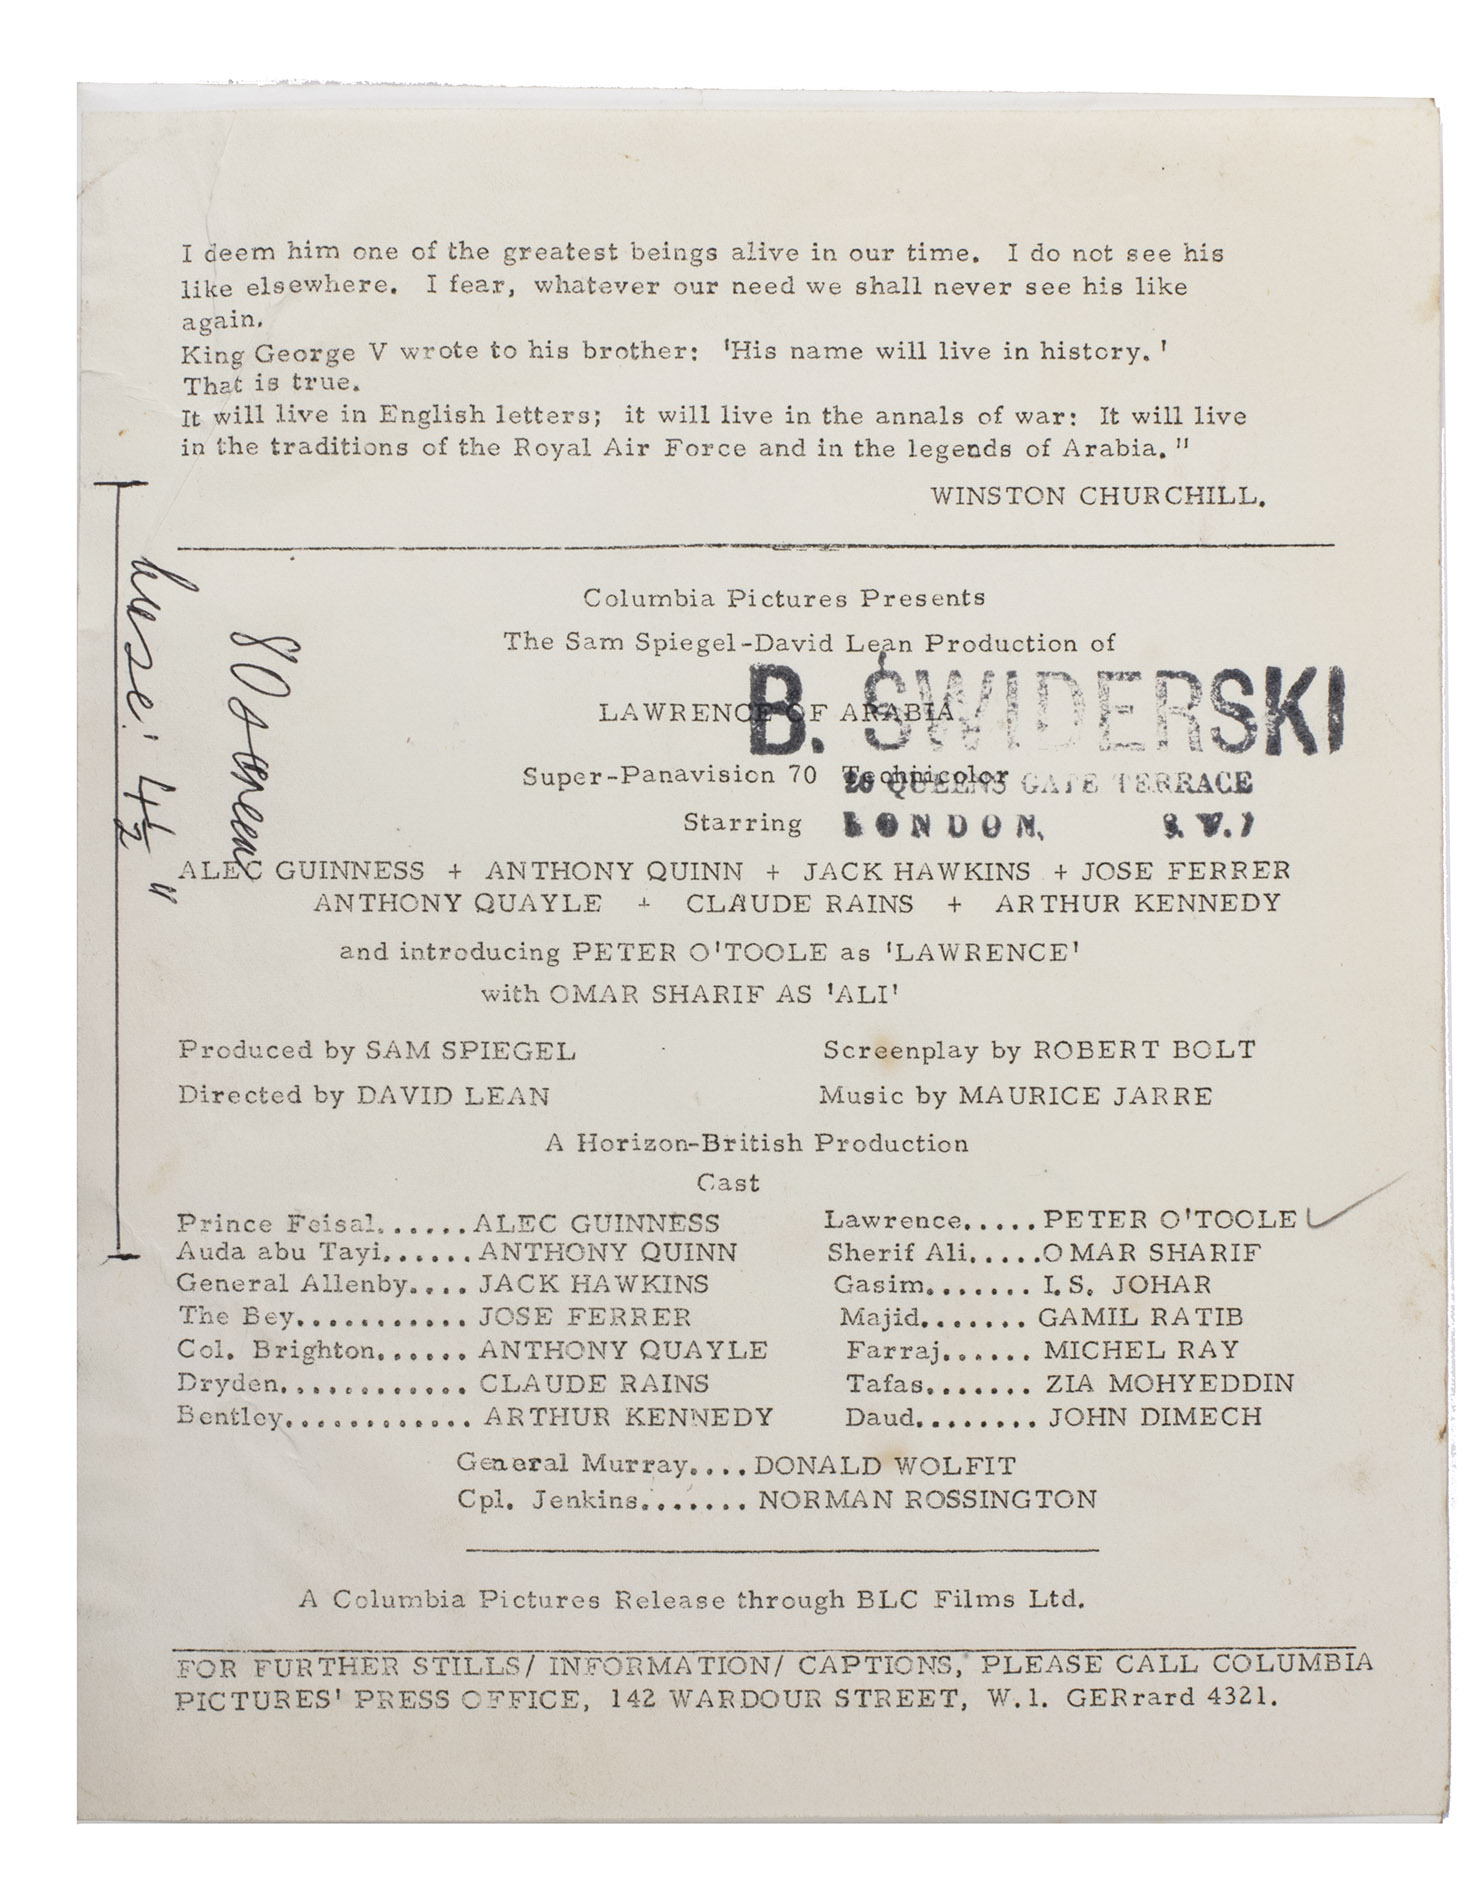 I deem him one of the greatest beings alive in our time. I do not see his
like elsewhere. I fear, whatever our need we shall never see his like
again.
King George V wrote to his brother: 'His name will live in history.'
That is true.
It will live in English letters; it will live in the annals of war: It will live
in the traditions of the Royal Air Force and in the legends of Arabia."
WINSTON CHURCHILL.
Columbia Pictures Presents
The Sam Spiegel-David Lean Production of
LAWRENCE OF ARABIA
B. ŚWIDERSKI
Super-Panavision 70 Technicolor
QUEENS GATE TERRACE
Starring
LONDON, S.W.7
80 screen
4½"
ALEC GUINNESS + ANTHONY QUINN + JACK HAWKINS + JOSE FERRER
ANTHONY QUAYLE + CLAUDE RAINS + ARTHUR KENNEDY
and introducing PETER O'TOOLE as 'LAWRENCE'
with OMAR SHARIF AS 'ALI'
Produced by SAM SPIEGEL Screenplay by ROBERT BOLT
Directed by DAVID LEAN Music by MAURICE JARRE
A Horizon-British Production
Cast
Prince Feisal......ALEC GUINNESS Lawrence.....PETER O'TOOLE
Auda abu Tayi......ANTHONY QUINN Sherif Ali.....OMAR SHARIF
General Allenby....JACK HAWKINS Gasim.......I.S. JOHAR
The Bey...........JOSE FERRER Majid.......GAMIL RATIB
Col. Brighton......ANTHONY QUAYLE Farraj......MICHEL RAY
Dryden............CLAUDE RAINS Tafas.......ZIA MOHYEDDIN
Bentley............ARTHUR KENNEDY Daud........JOHN DIMECH
General Murray....DONALD WOLFIT
Cpl. Jenkins.......NORMAN ROSSINGTON
A Columbia Pictures Release through BLC Films Ltd.
FOR FURTHER STILLS/ INFORMATION/ CAPTIONS, PLEASE CALL COLUMBIA
PICTURES' PRESS OFFICE, 142 WARDOUR STREET, W.1. GERrard 4321.